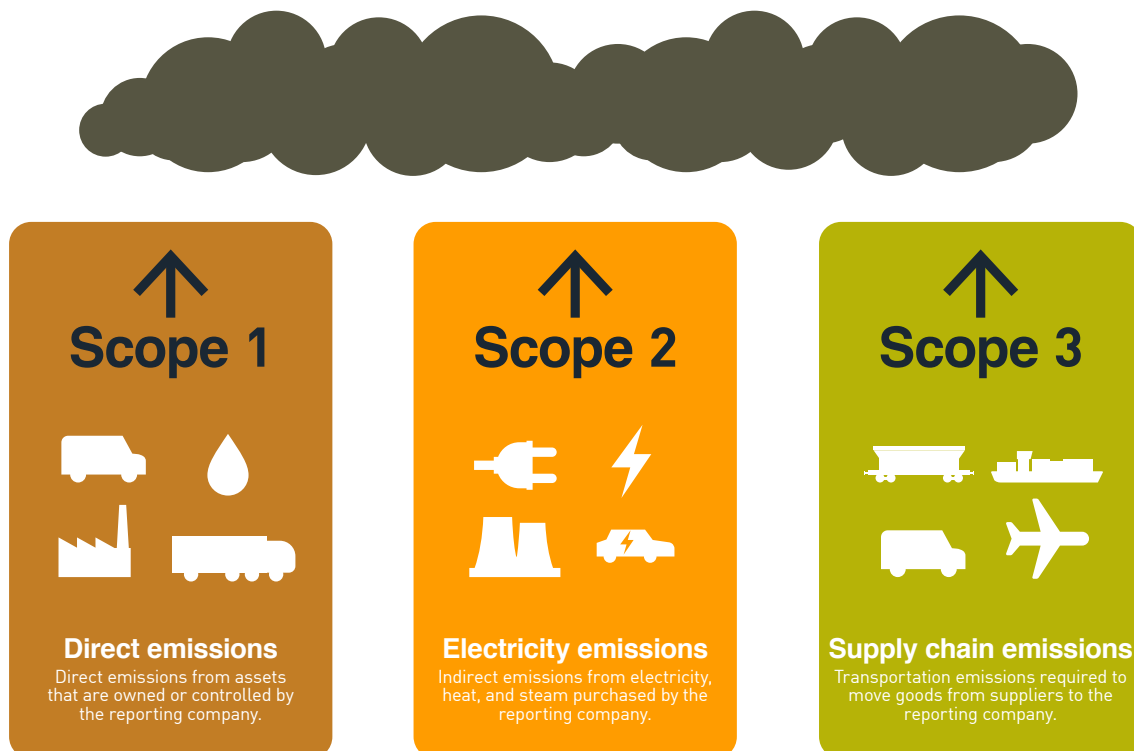 Scope 1
Direct emissions
Direct emissions from assets
that are owned or controlled by
the reporting company.
Scope 2
Electricity emissions
Indirect emissions from electricity,
heat, and steam purchased by the
reporting company.
Scope 3
Supply chain emissions
Transportation emissions required to
move goods from suppliers to the
reporting company.